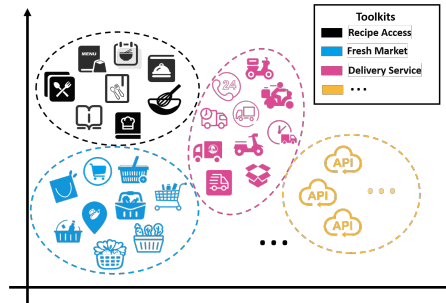 Toolkits
Recipe Access
Fresh Market
Delivery Service
...
MENU
24
API
API
...
API
...